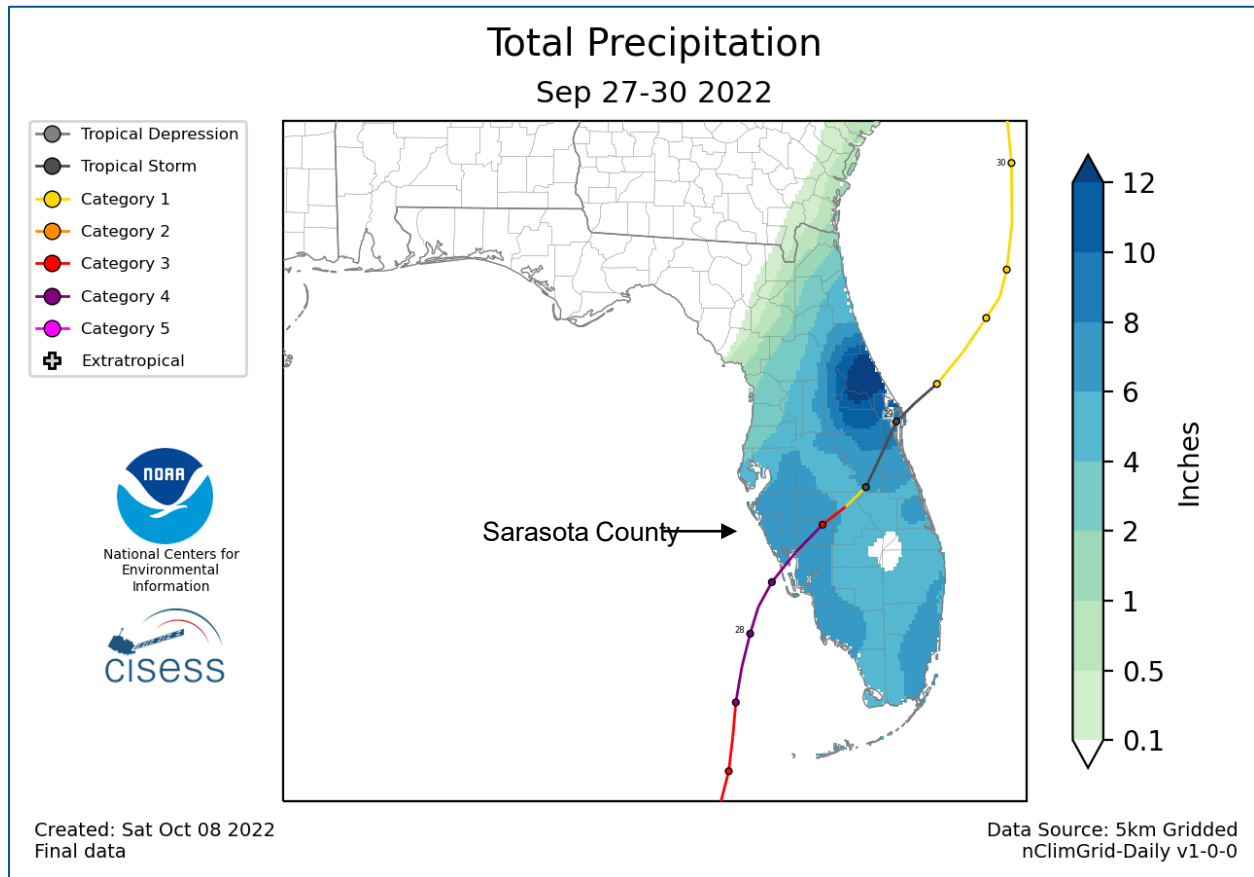 Total Precipitation
Sep 27-30 2022
Tropical Depression
Tropical Storm
Category 1
Category 2
Category 3
Category 4
Category 5
Extratropical
NOAA
National Centers for
Environmental
Information
CISESS
Sarasota County
30
29
28
12
10
8
6
4
2
1
0.5
0.1
Inches
Created: Sat Oct 08 2022
Final data
Data Source: 5km Gridded
nClimGrid-Daily v1-0-0